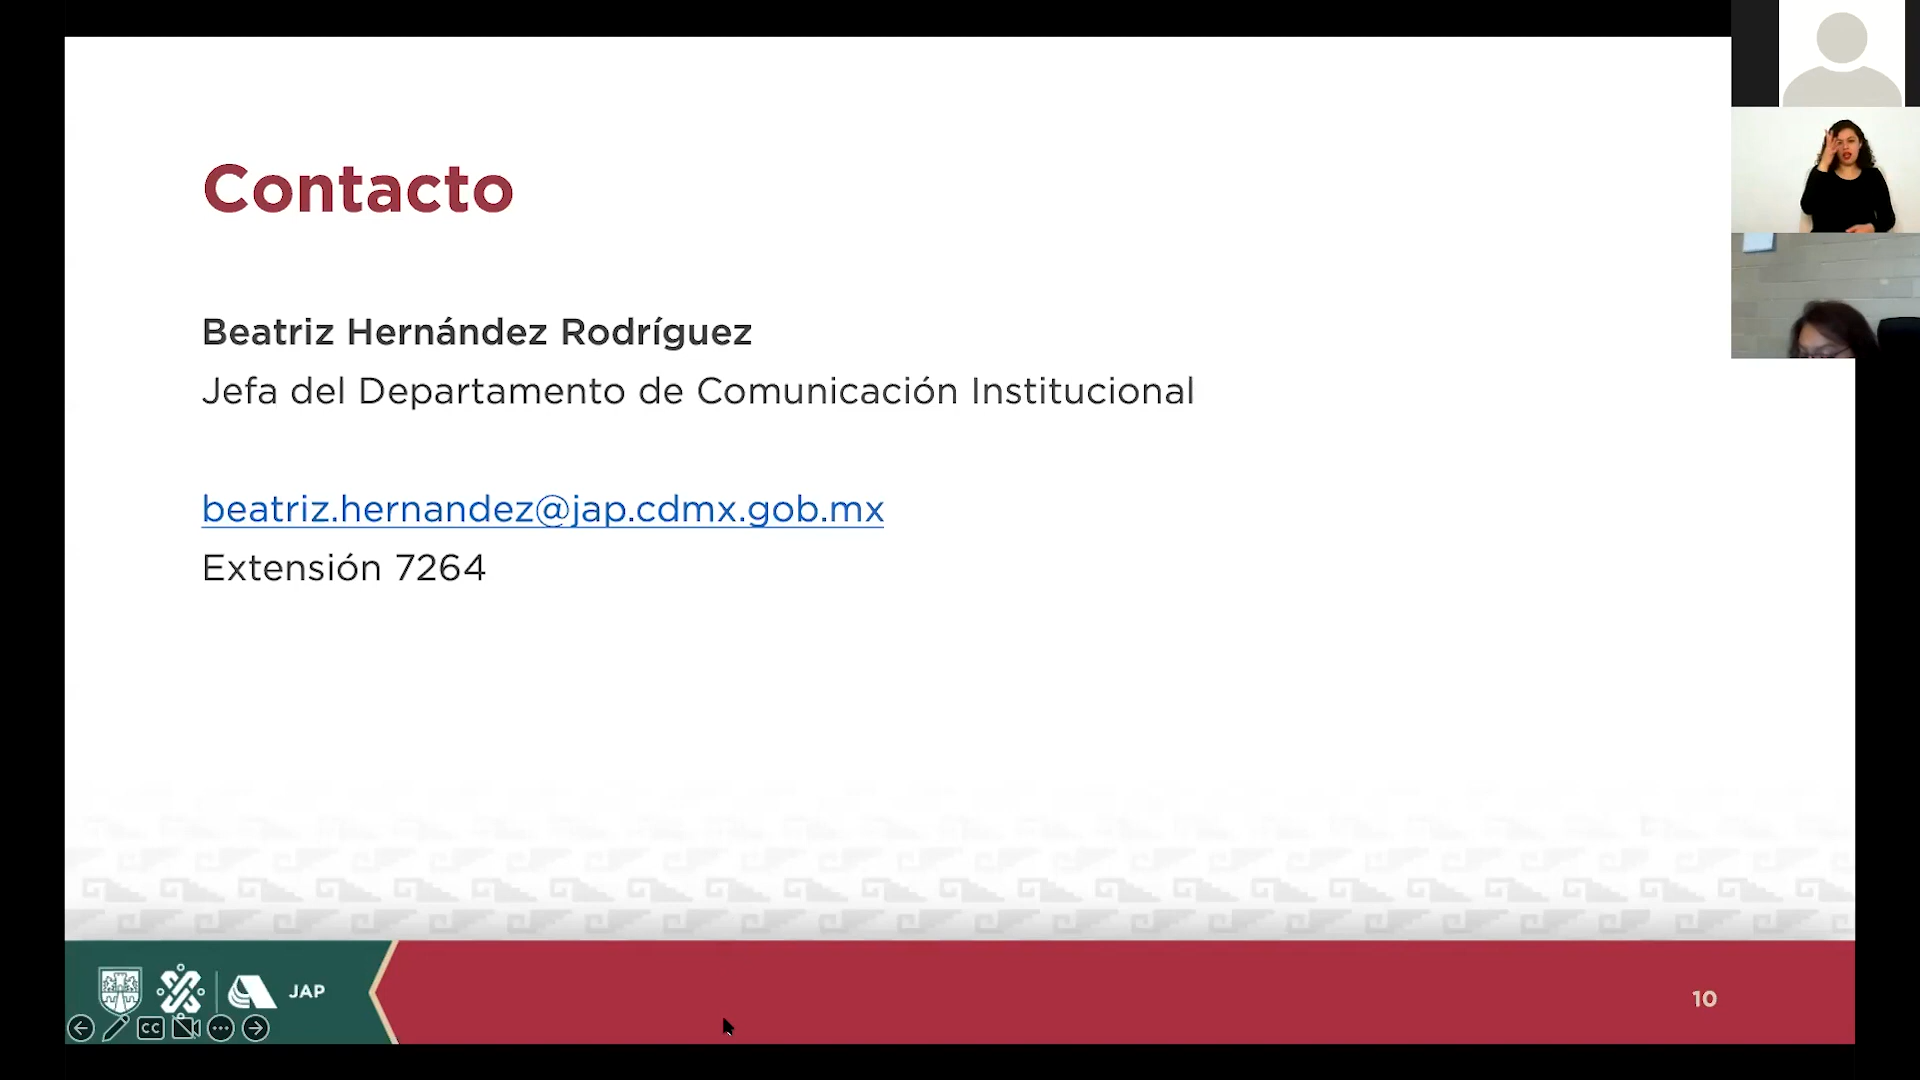 Contacto
Beatriz Hernández Rodríguez
Jefa del Departamento de Comunicación Institucional
beatriz.hernandez@jap.cdmx.gob.mx
Extensión 7264
JAP
10
CC